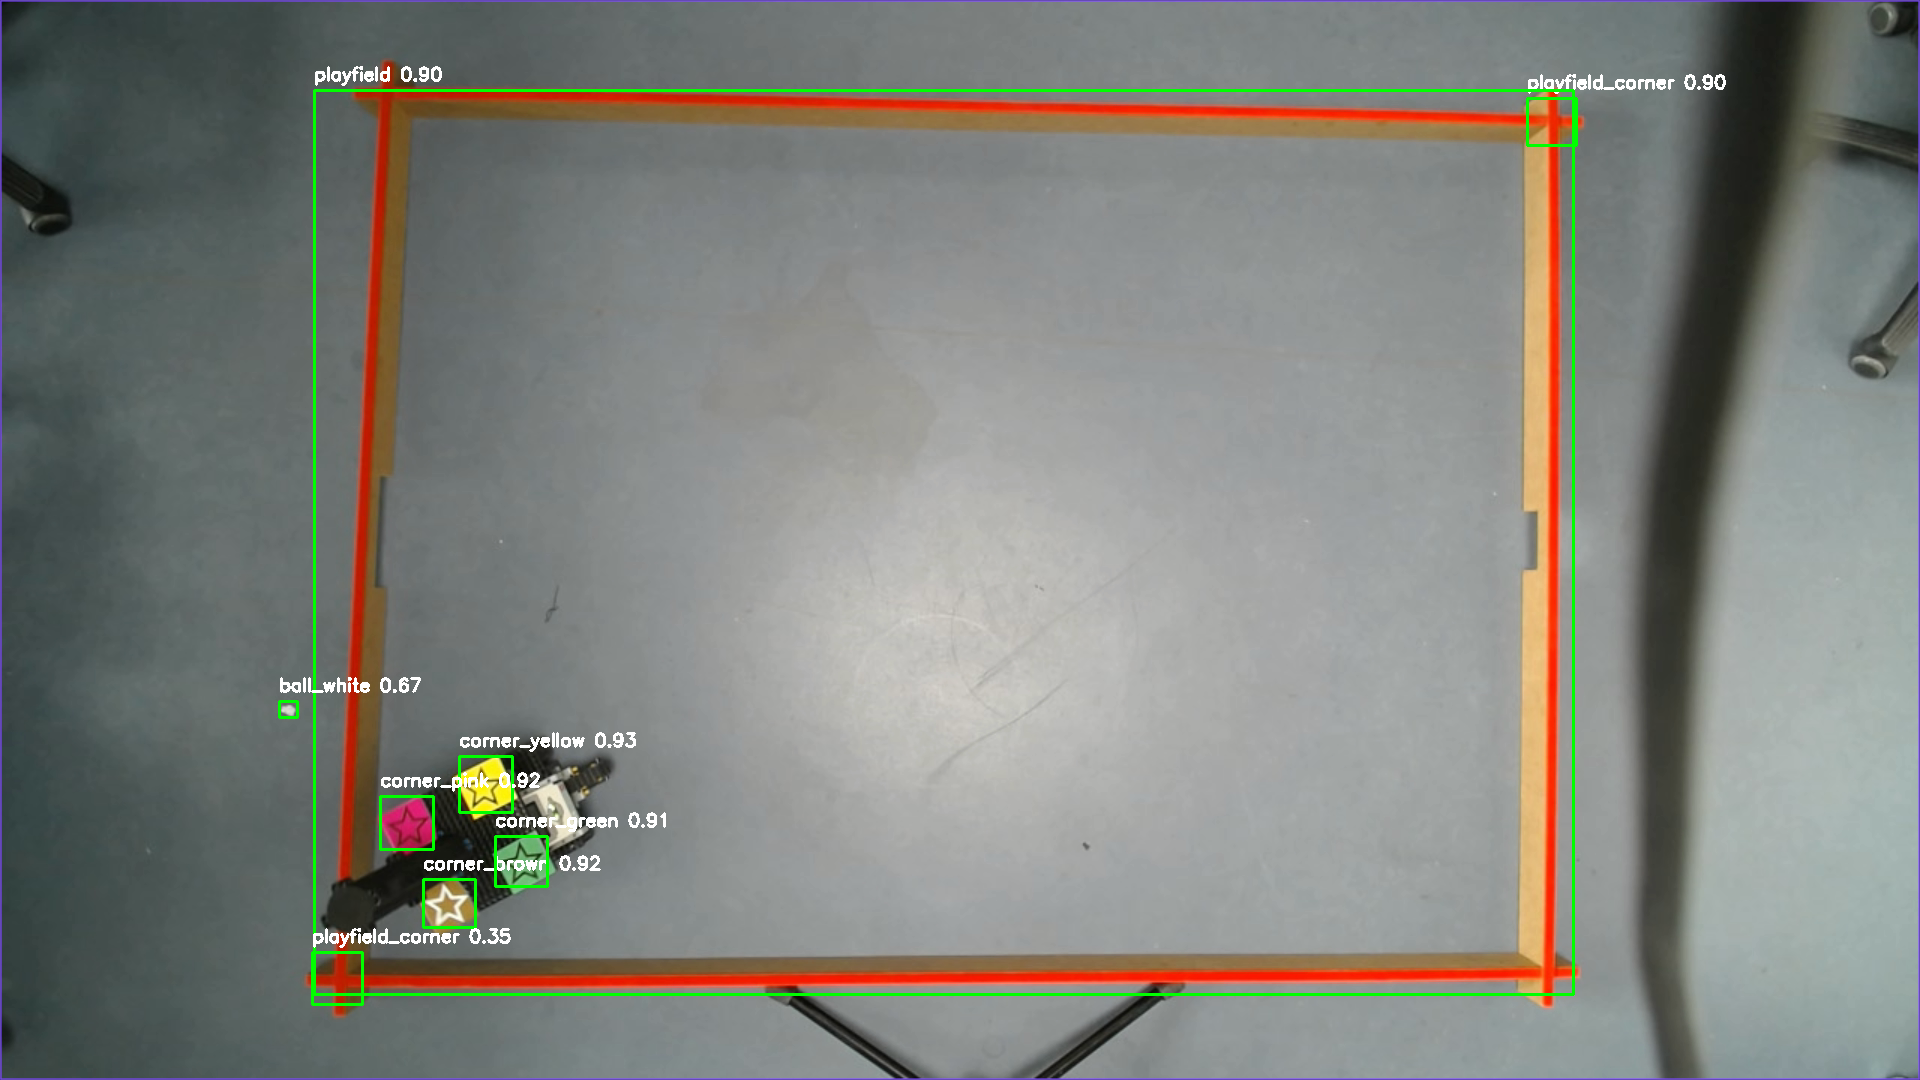 playfield 0.90
playfield_corner 0.90
ball_white 0.67
corner_yellow 0.93
corner_pink 0.92
corner_green 0.91
corner_brown 0.92
playfield_corner 0.35